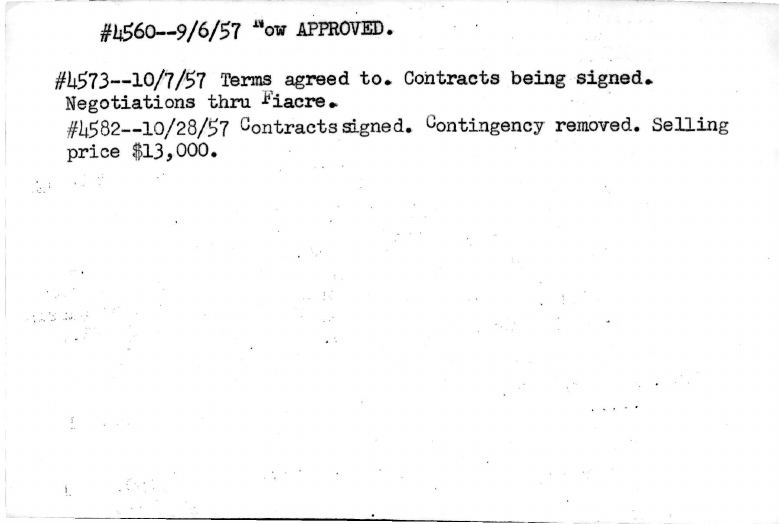 #4560--9/6/57 Now APPROVED.
#4573--10/7/57 Terms agreed to. Contracts being signed.
Negotiations thru Fiacre.
#4582--10/28/57 Contracts signed. Contingency removed. Selling
price $13,000.